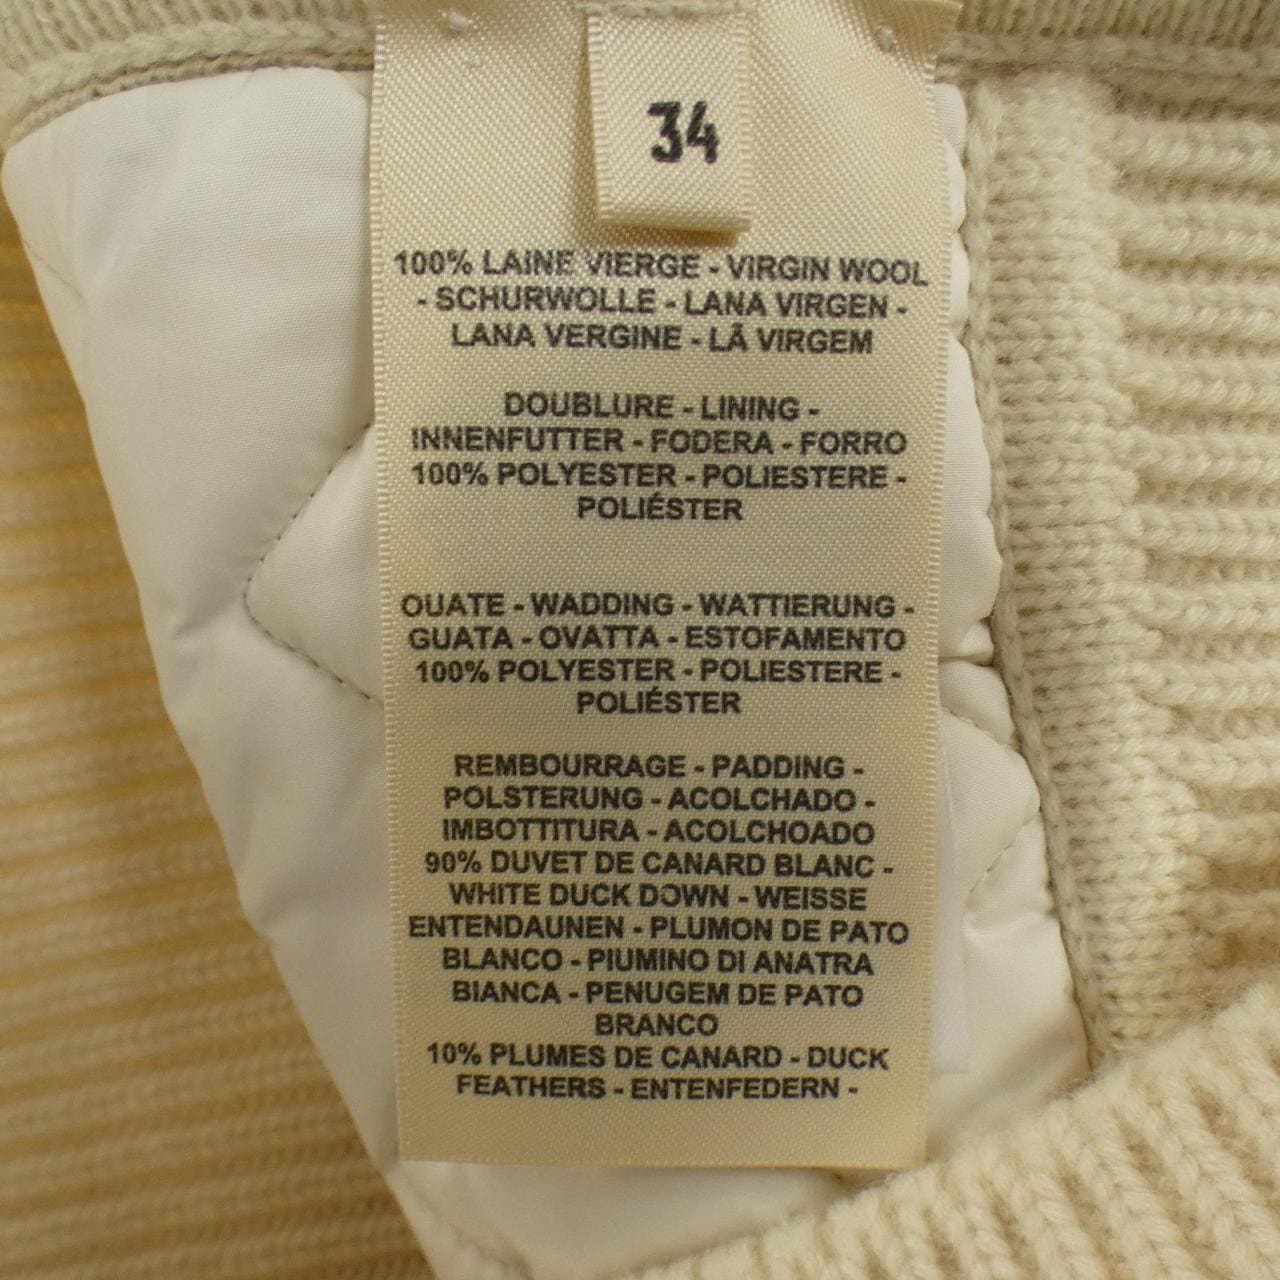 34
100% LAINE VIERGE - VIRGIN WOOL
- SCHURWOLLE - LANA VIRGEN -
LANA VERGINE - LÃ VIRGEM
DOUBLURE - LINING -
INNENFUTTER - FODERA - FORRO
100% POLYESTER - POLIESTERE -
POLIÉSTER
OUATE - WADDING - WATTIERUNG -
GUATA - OVATTA - ESTOFAMENTO
100% POLYESTER - POLIESTERE -
POLIÉSTER
REMBOURRAGE - PADDING -
POLSTERUNG - ACOLCHADO -
IMBOTTITURA - ACOLCHOADO
90% DUVET DE CANARD BLANC -
WHITE DUCK DOWN - WEISSE
ENTENDAUNEN - PLUMON DE PATO
BLANCO - PIUMINO DI ANATRA
BIANCA - PENUGEM DE PATO
BRANCO
10% PLUMES DE CANARD - DUCK
FEATHERS - ENTENFEDERN -